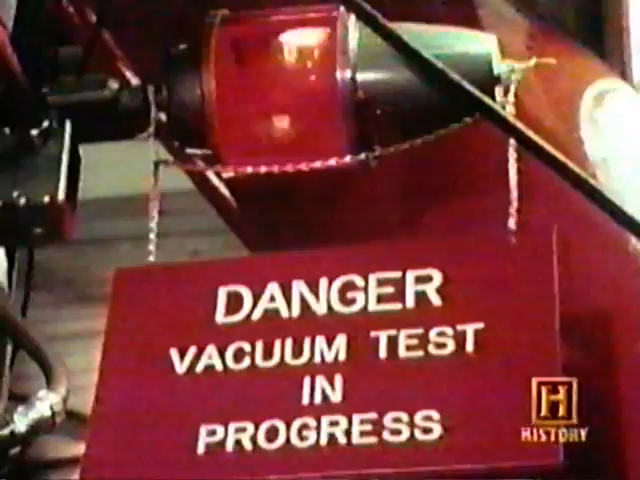 DANGER
VACUUM TEST
IN
PROGRESS
H
HISTORY